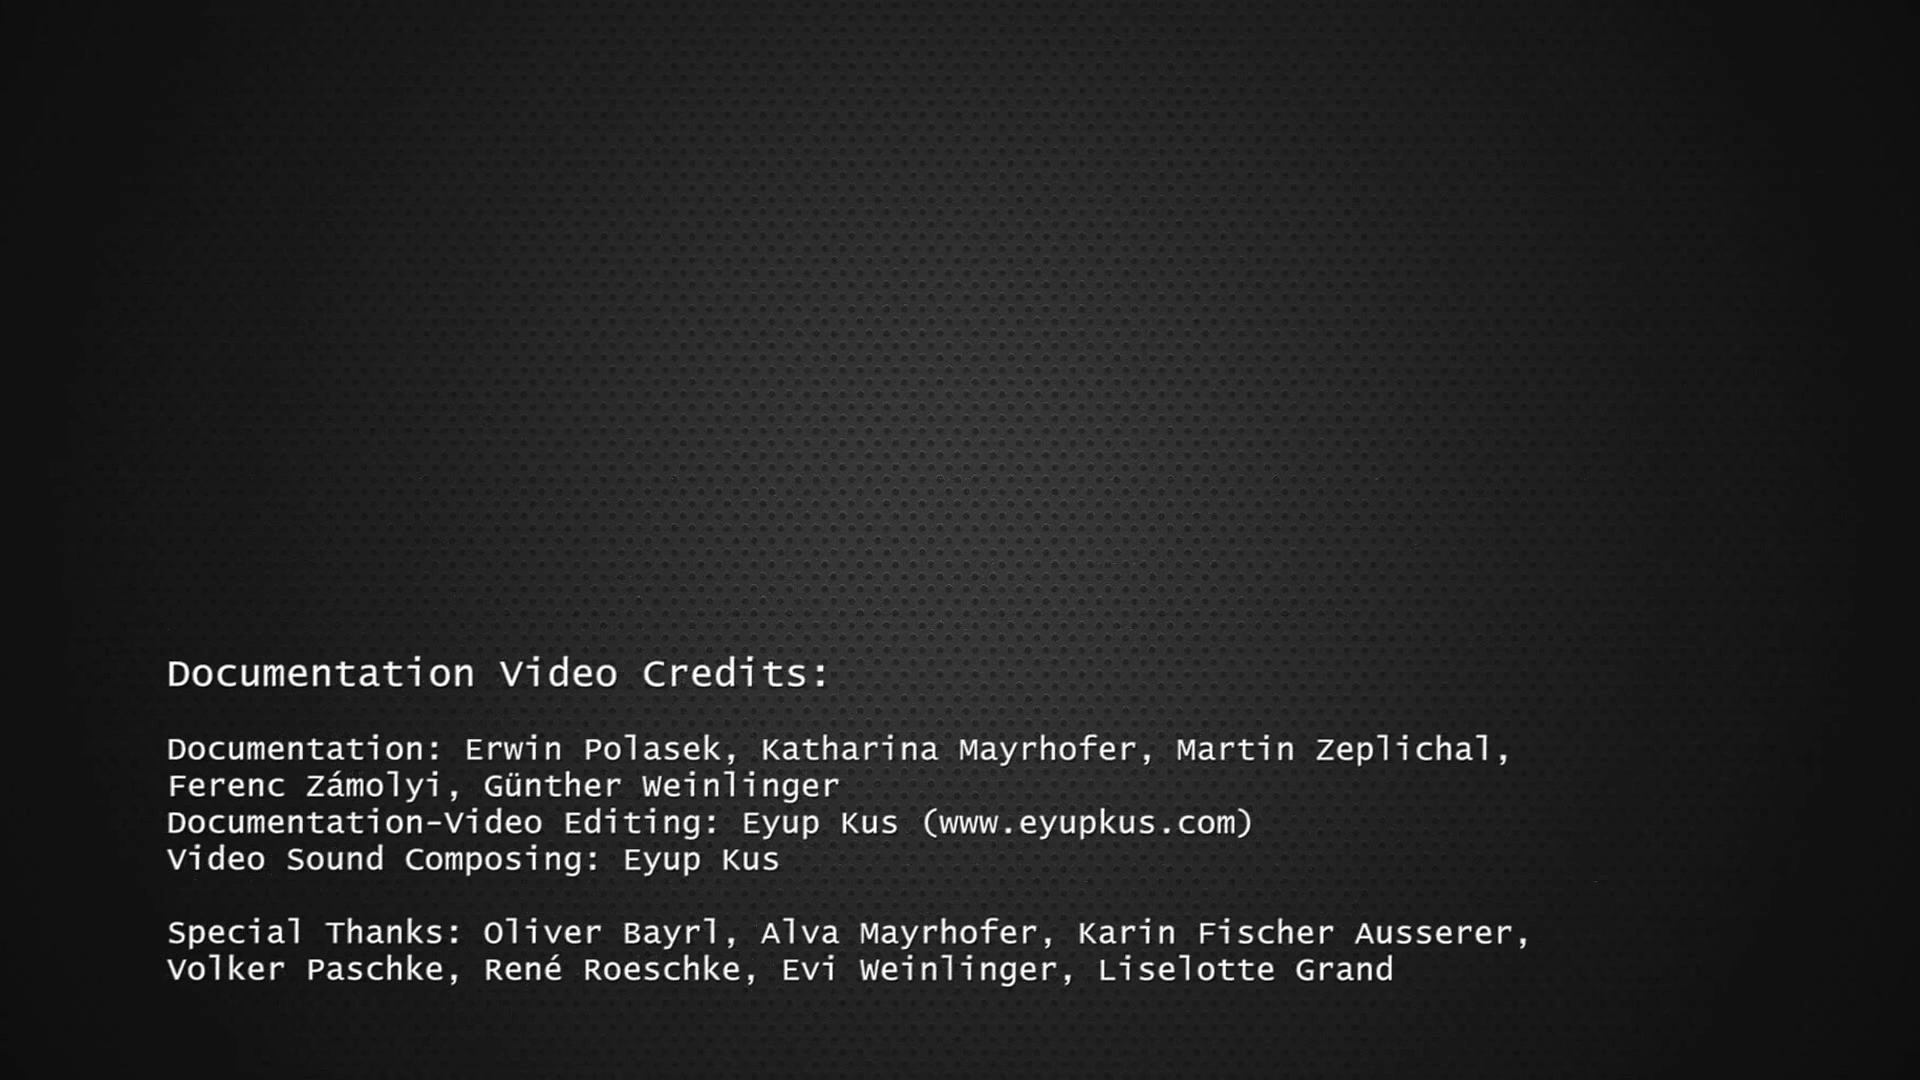 Documentation Video Credits:
Documentation: Erwin Polasek, Katharina Mayrhofer, Martin Zeplichal,
Ferenc Zámolyi, Günther Weinlinger
Documentation-Video Editing: Eyup Kus (www.eyupkus.com)
Video Sound Composing: Eyup Kus
Special Thanks: Oliver Bayrl, Alva Mayrhofer, Karin Fischer Ausserer,
Volker Paschke, René Roeschke, Evi Weinlinger, Liselotte Grand